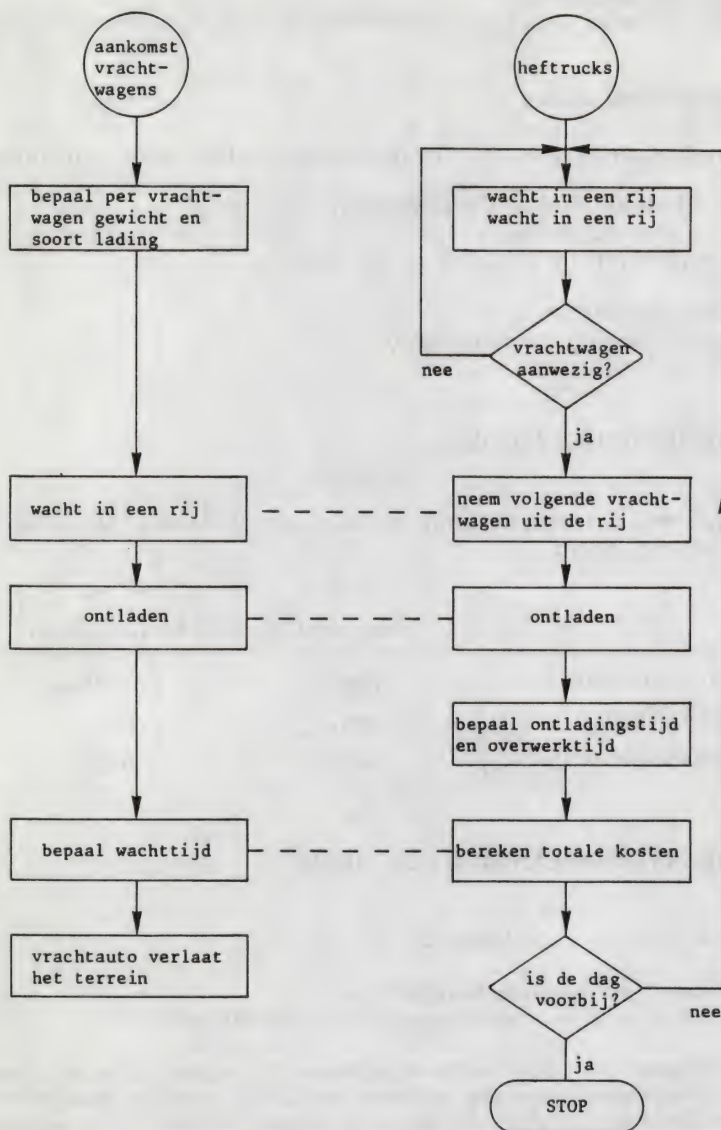 aankomst
vracht-
wagens
bepaal per vracht-
wagen gewicht en
soort lading
wacht in een rij
ontladen
bepaal wachttijd
vrachtauto verlaat
het terrein
heftrucks
wacht in een rij
wacht in een rij
vrachtwagen
aanwezig?
nee
ja
neem volgende vracht-
wagen uit de rij
ontladen
bepaal ontladingstijd
en overwerktijd
bereken totale kosten
is de dag
voorbij?
nee
ja
STOP